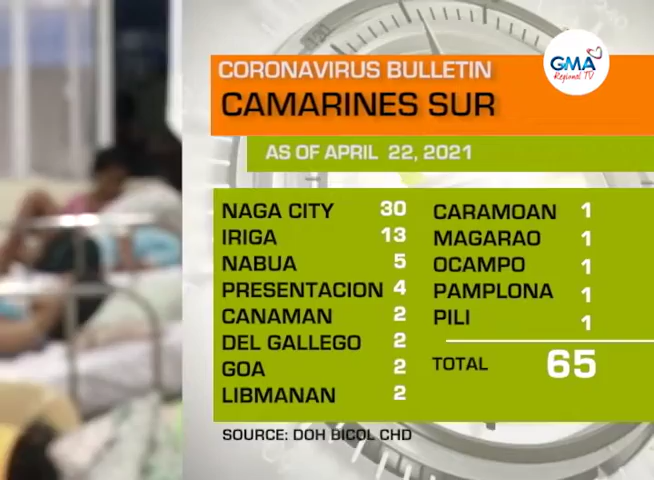 GMA
Regional TV
CORONAVIRUS BULLETIN
CAMARINES SUR
AS OF APRIL 22, 2021
NAGA CITY 30
IRIGA 13
NABUA 5
PRESENTACION 4
CANAMAN 2
DEL GALLEGO 2
GOA 2
LIBMANAN 2
CARAMOAN 1
MAGARAO 1
OCAMPO 1
PAMPLONA 1
PILI 1
TOTAL 65
SOURCE: DOH BICOL CHD